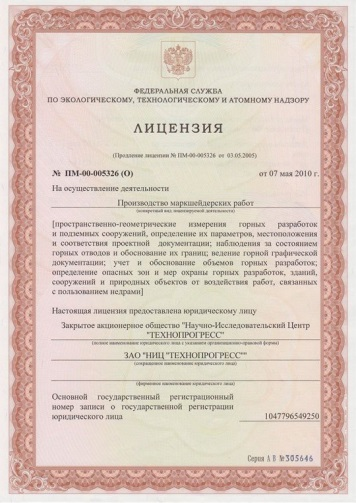 ФЕДЕРАЛЬНАЯ СЛУЖБА
ПО ЭКОЛОГИЧЕСКОМУ, ТЕХНОЛОГИЧЕСКОМУ И АТОМНОМУ НАДЗОРУ
ЛИЦЕНЗИЯ
(Продление лицензии № ПМ-00-005326 от 03.05.2005)
№ ПМ-00-005326 (О) от 07 мая 2010 г.
На осуществление деятельности
Производство маркшейдерских работ
(конкретный вид лицензируемой деятельности)
[пространственно-геометрические измерения горных разработок
и подземных сооружений, определение их параметров, местоположения
и соответствия проектной документации; наблюдения за состоянием
горных отводов и обоснование их границ; ведение горной графической
документации; учет и обоснование объемов горных разработок;
определение опасных зон и мер охраны горных разработок, зданий,
сооружений и природных объектов от воздействия работ, связанных
с пользованием недрами]
Настоящая лицензия предоставлена юридическому лицу
Закрытое акционерное общество "Научно-Исследовательский Центр
"ТЕХНОПРОГРЕСС"
(полное наименование юридического лица с указанием организационно-правовой формы)
ЗАО "НИЦ "ТЕХНОПРОГРЕСС""
(сокращенное наименование юридического лица)
(фирменное наименование юридического лица)
Основной государственный регистрационный
номер записи о государственной регистрации
юридического лица 1047796549250
Серия А В № 305646